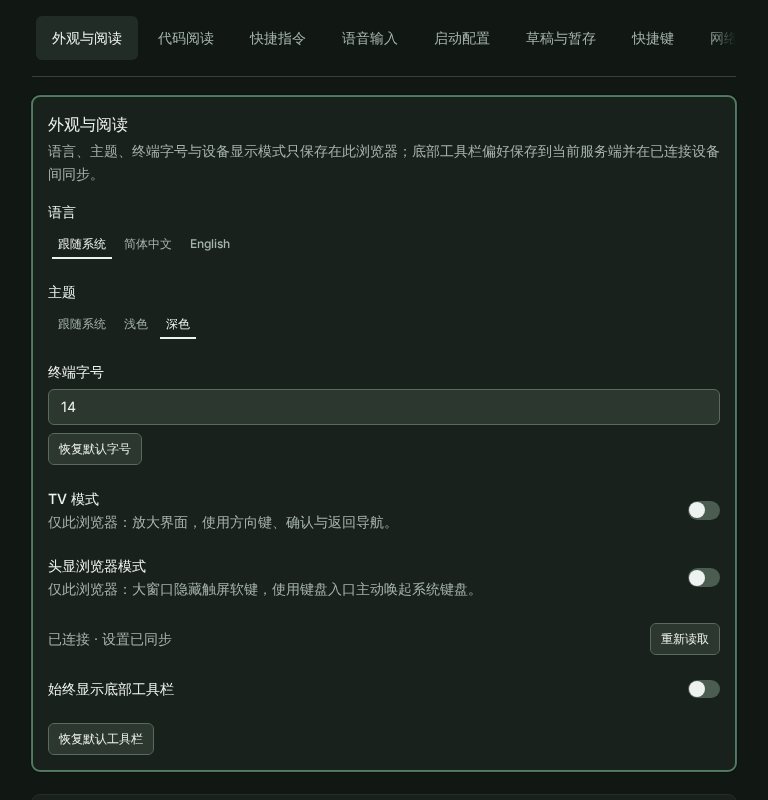 外观与阅读
代码阅读
快捷指令
语音输入
启动配置
草稿与暂存
快捷键
网络
外观与阅读
语言、主题、终端字号与设备显示模式只保存在此浏览器；底部工具栏偏好保存到当前服务端并在已连接设备
间同步。
语言
跟随系统
简体中文
English
主题
跟随系统
浅色
深色
终端字号
14
恢复默认字号
TV 模式
仅此浏览器：放大界面，使用方向键、确认与返回导航。
头显浏览器模式
仅此浏览器：大窗口隐藏触屏软键，使用键盘入口主动唤起系统键盘。
已连接 · 设置已同步
重新读取
始终显示底部工具栏
恢复默认工具栏